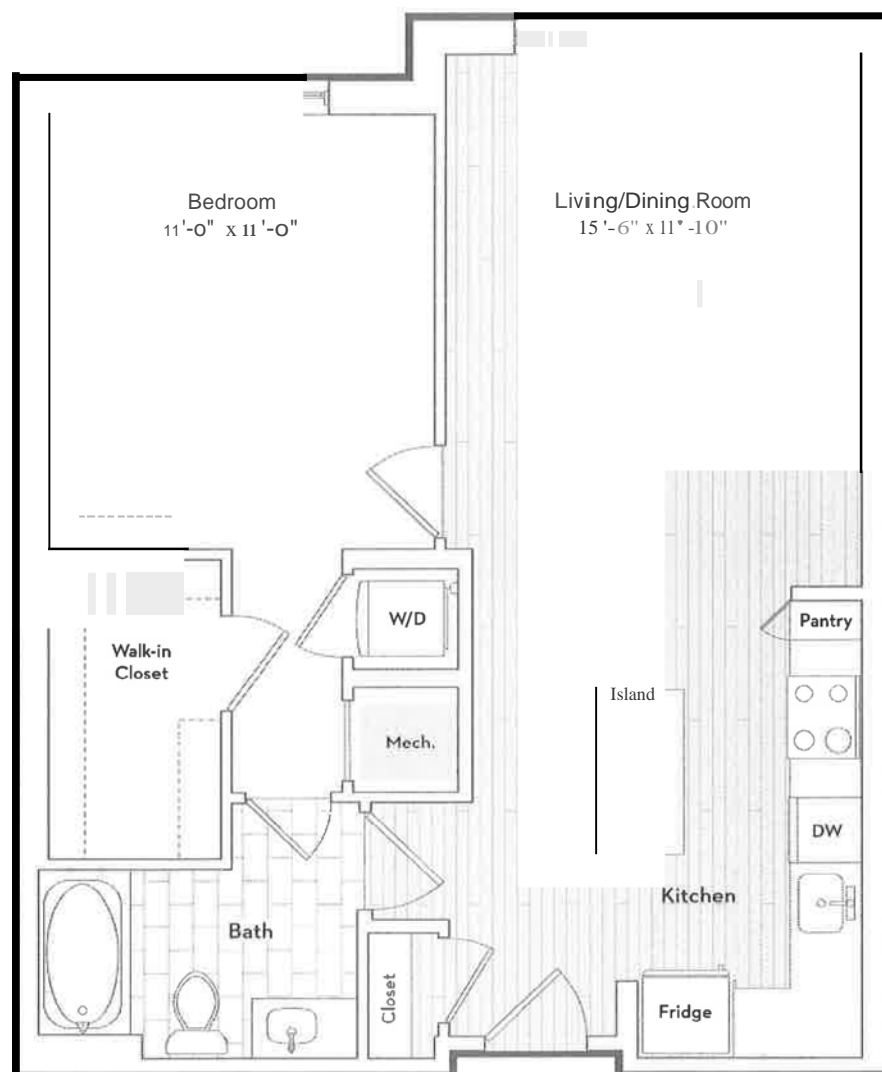 Bedroom
11'-0" x 11'-0"
Living/Dining Room
15'-6" x 11'-10"
W/D
Walk-in
Closet
Pantry
Island
Mech.
DW
Kitchen
Bath
Closet
Fridge